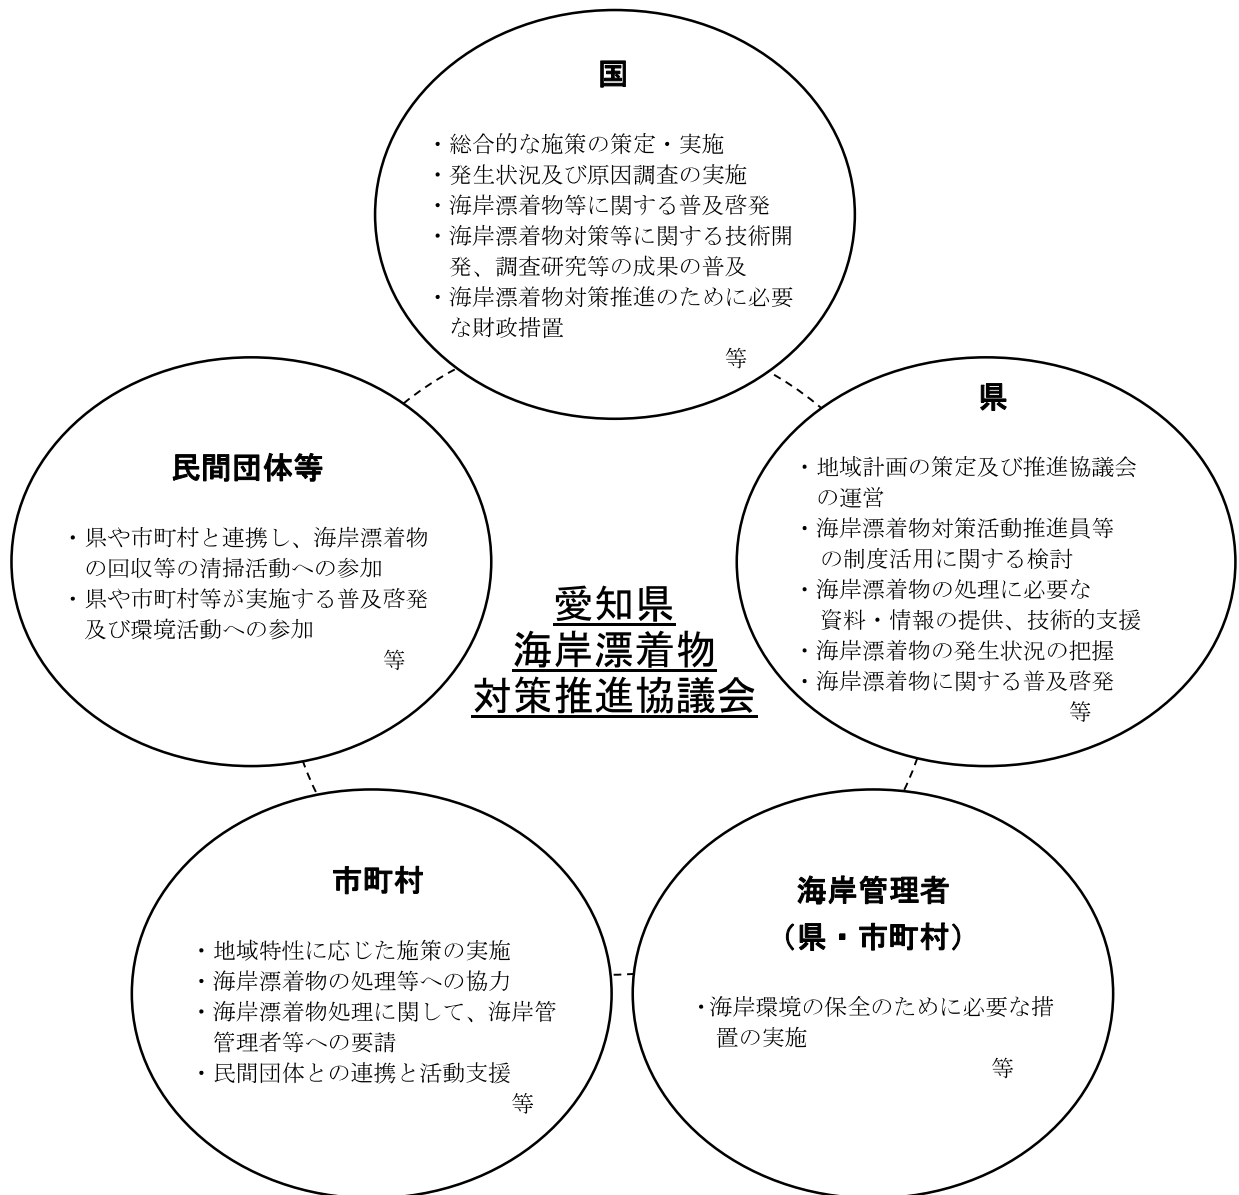 国
・総合的な施策の策定・実施
・発生状況及び原因調査の実施
・海岸漂着物等に関する普及啓発
・海岸漂着物対策等に関する技術開
発、調査研究等の成果の普及
・海岸漂着物対策推進のために必要
な財政措置
等
県
・地域計画の策定及び推進協議会
の運営
・海岸漂着物対策活動推進員等
の制度活用に関する検討
・海岸漂着物の処理に必要な
資料・情報の提供、技術的支援
・海岸漂着物の発生状況の把握
・海岸漂着物に関する普及啓発
等
民間団体等
・県や市町村と連携し、海岸漂着物
の回収等の清掃活動への参加
・県や市町村等が実施する普及啓発
及び環境活動への参加
等
愛知県
海岸漂着物
対策推進協議会
市町村
・地域特性に応じた施策の実施
・海岸漂着物の処理等への協力
・海岸漂着物処理に関して、海岸管
管理者等への要請
・民間団体との連携と活動支援
等
海岸管理者
（県・市町村）
・海岸環境の保全のために必要な措
置の実施
等